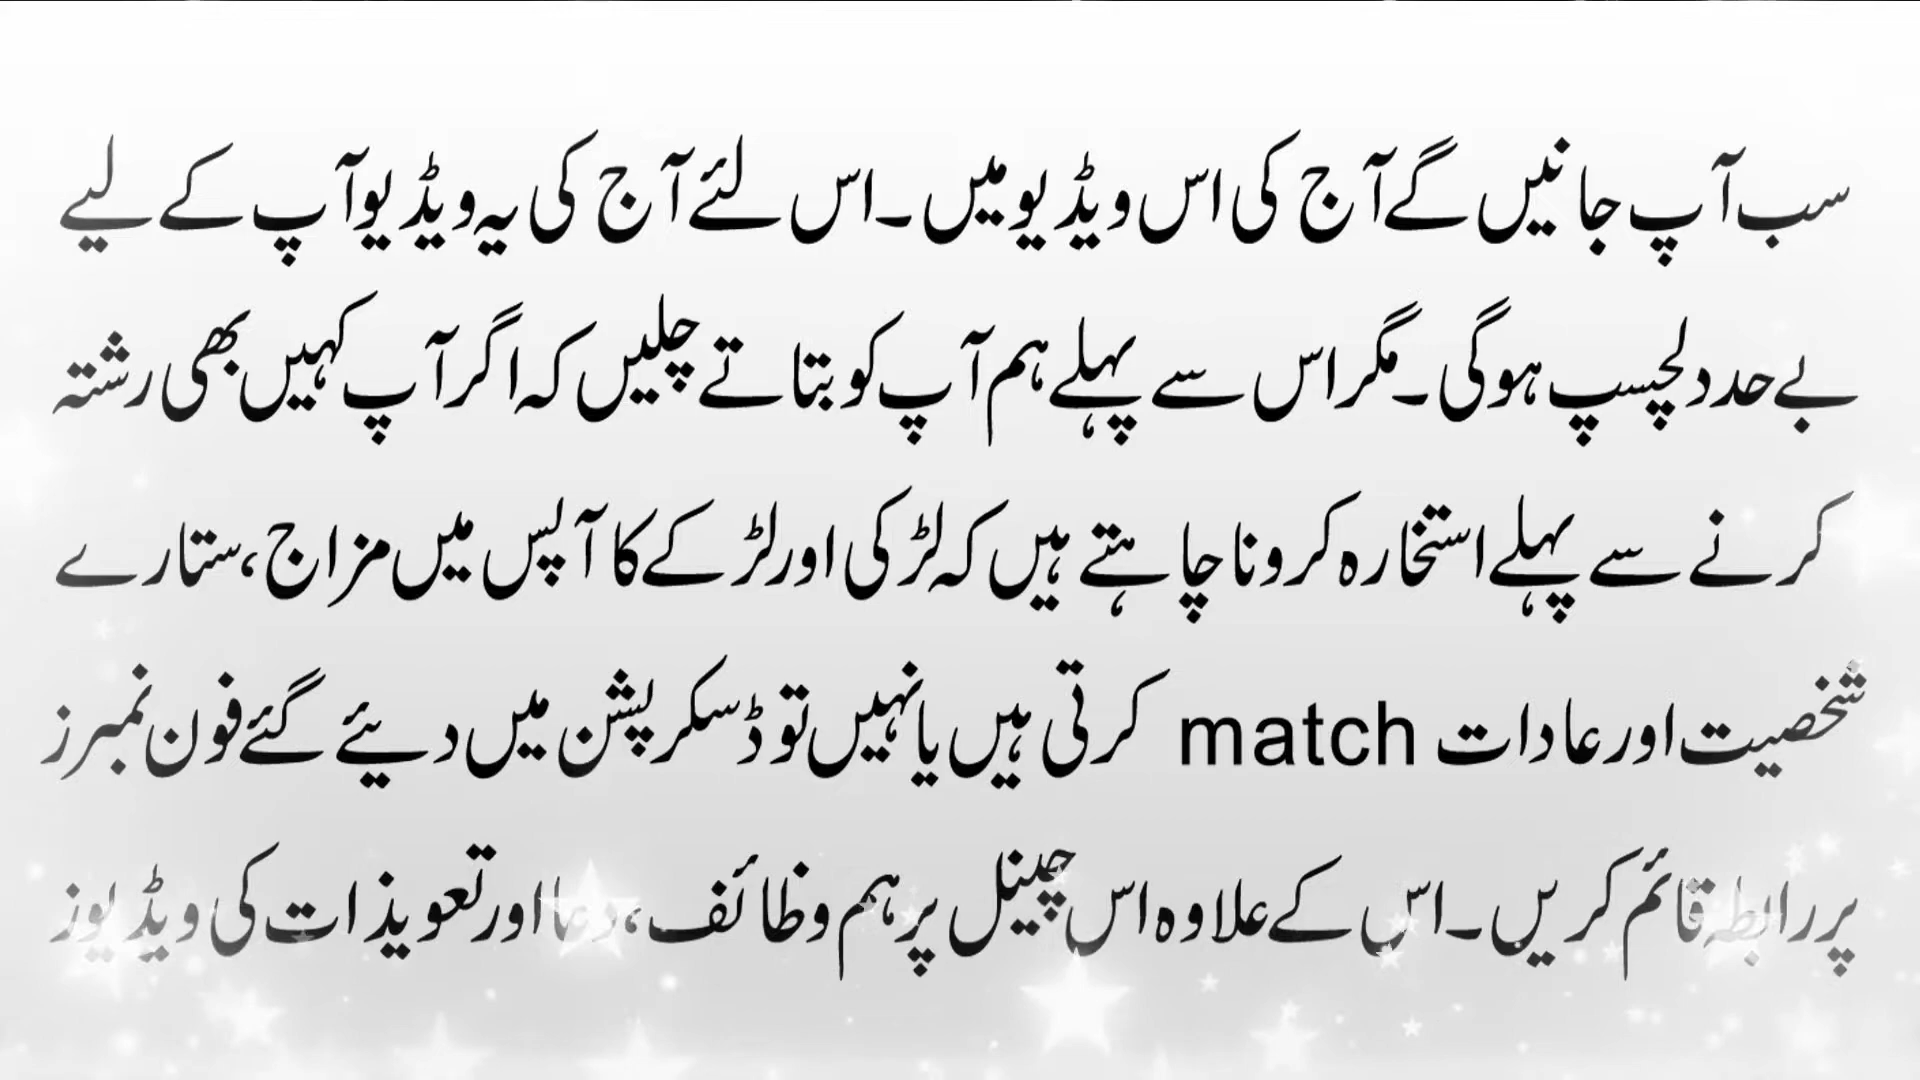 سب آپ جانیں گے آج کی اس ویڈیو میں۔ اس لئے آج کی یہ ویڈیو آپ کے لیے
بے حد دلچسپ ہوگی۔ مگر اس سے پہلے ہم آپ کو بتاتے چلیں کہ اگر آپ کہیں بھی رشتہ
کرنے سے پہلے استخارہ کرونا چاہتے ہیں کہ لڑکی اور لڑکے کا آپس میں مزاج، ستارے
شخصیت اور عادات match کرتی ہیں یا نہیں تو ڈسکرپشن میں دیئے گئے فون نمبرز
پر رابطہ قائم کریں۔ اس کے علاوہ اس چینل پر ہم وظائف، دعا اور تعویذات کی ویڈیوز